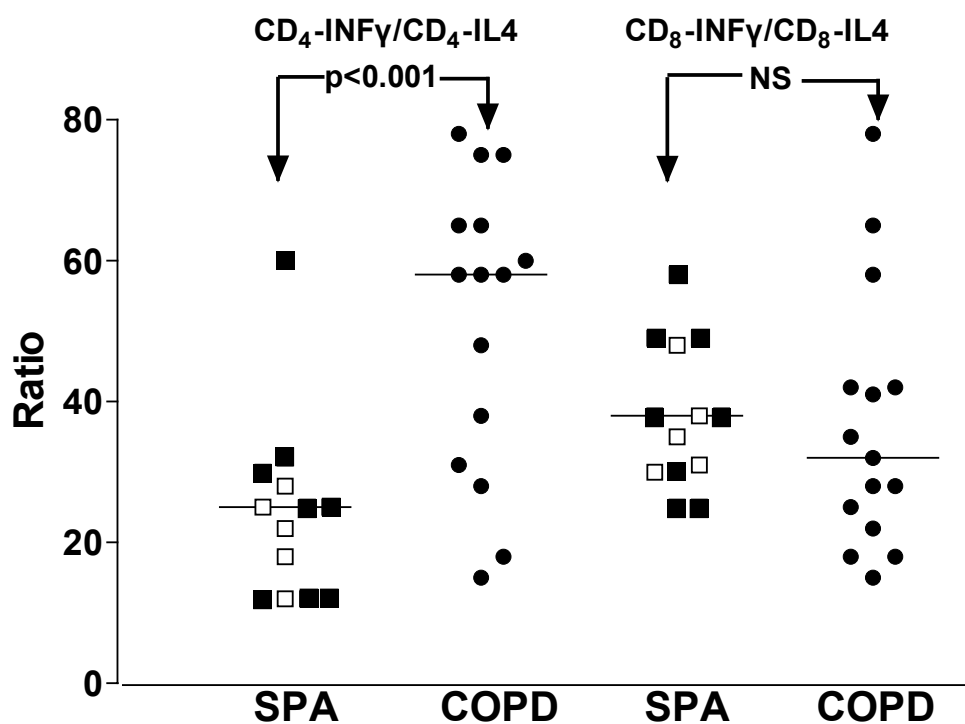 CD₄-INFγ/CD₄-IL4 CD₈-INFγ/CD₈-IL4
p<0.001 NS
80
60
40
20
0
Ratio
SPA COPD SPA COPD